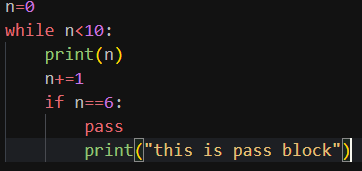 n=0
while n<10:
    print(n)
    n+=1
    if n==6:
        pass
        print("this is pass block")